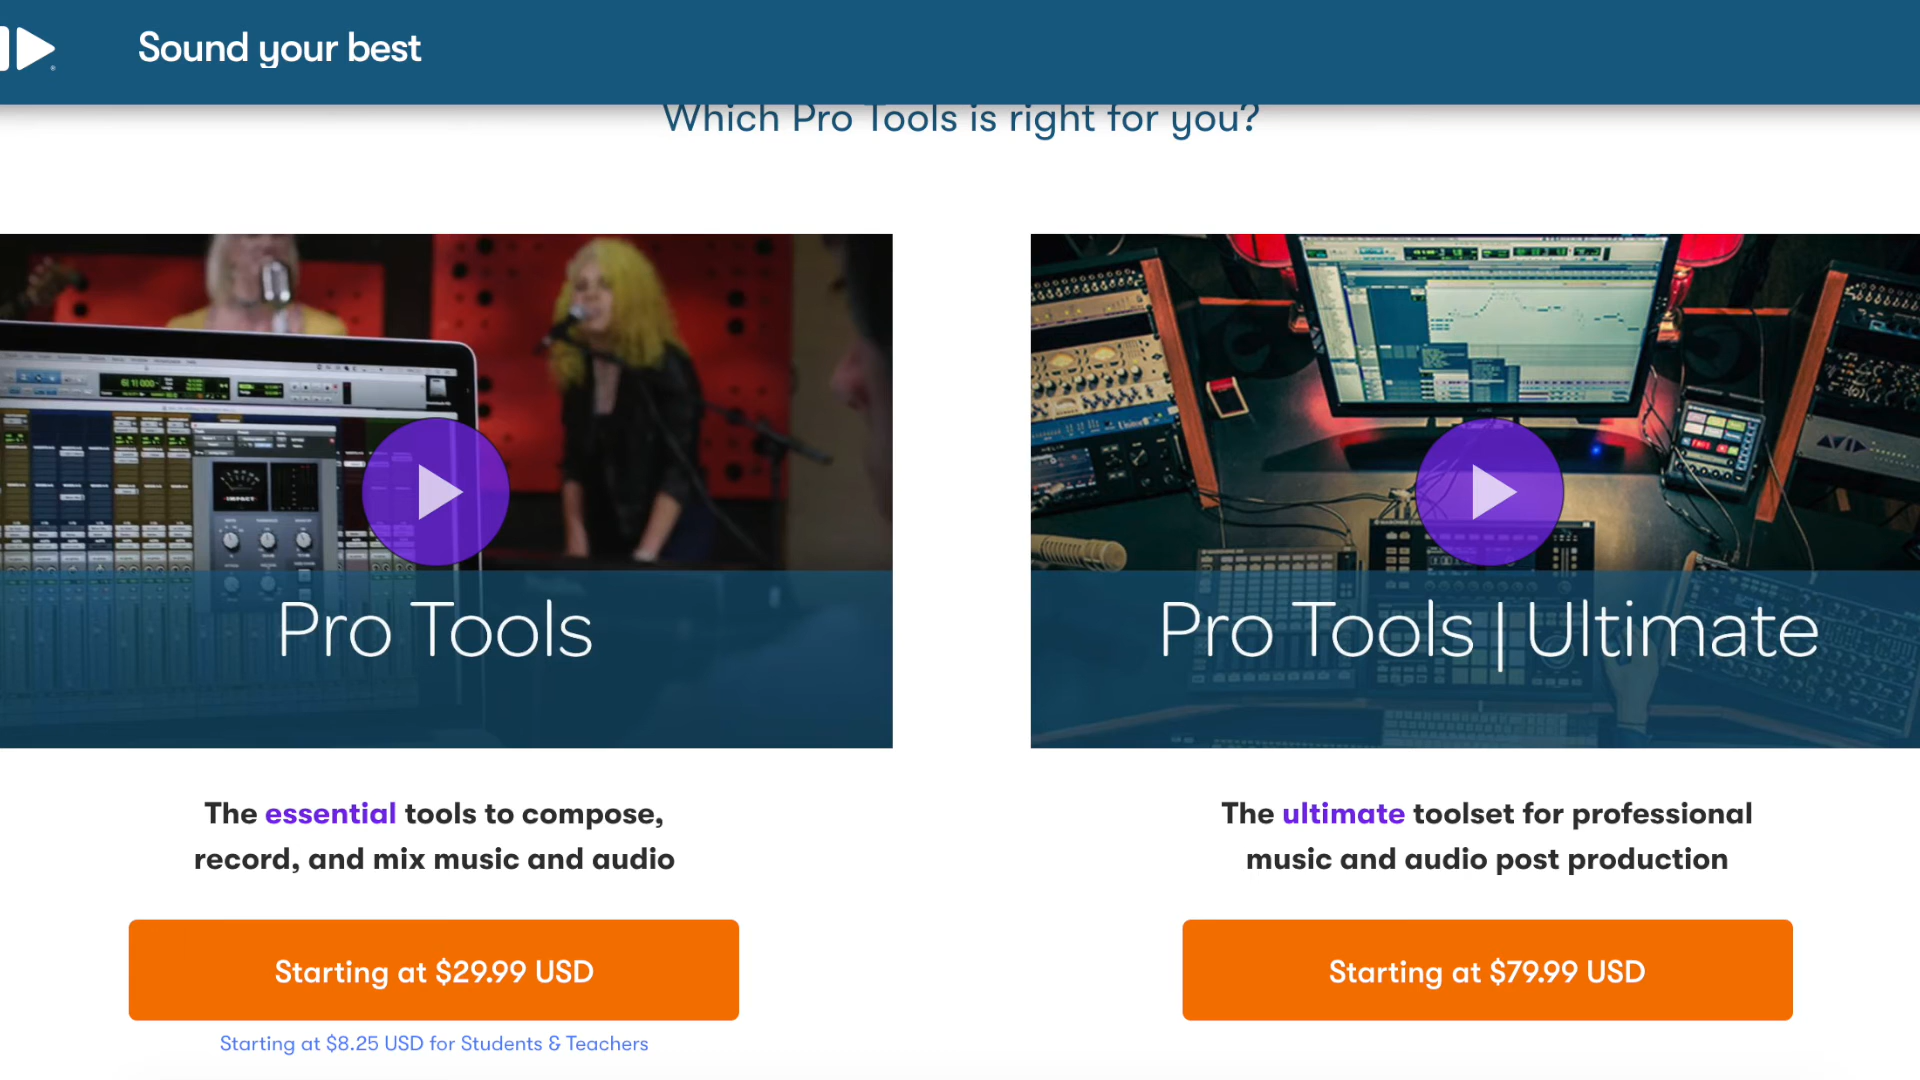 Sound your best
Which Pro Tools is right for you?
IMPACT
Pro Tools
Pro Tools | Ultimate
The essential tools to compose,
record, and mix music and audio
The ultimate toolset for professional
music and audio post production
Starting at $29.99 USD
Starting at $79.99 USD
Starting at $8.25 USD for Students & Teachers